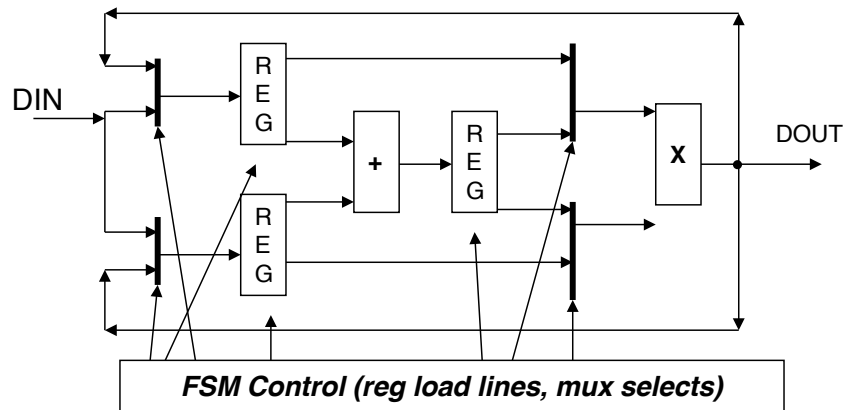 DIN
R
E
G
R
E
G
+
R
E
G
X
DOUT
FSM Control (reg load lines, mux selects)